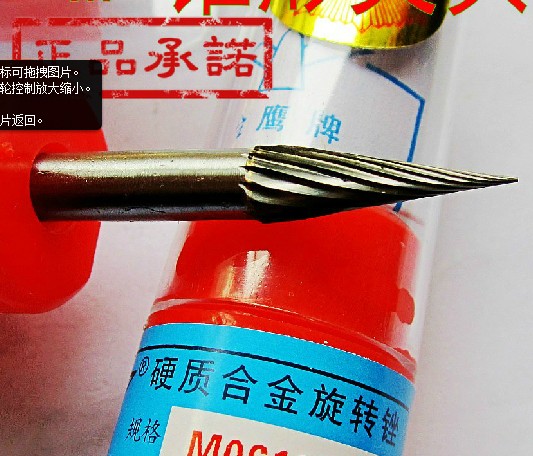 正品承諾
标可拖拽图片。
轮控制放大缩小。
片返回。
鹰牌
®硬质合金旋转锉
规格